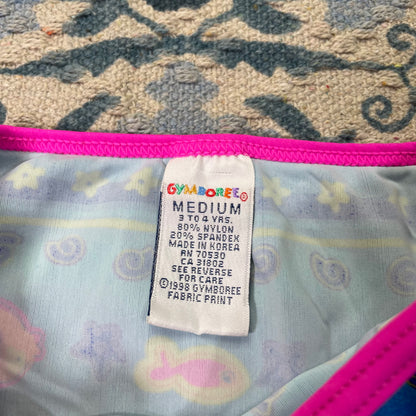 GYMBOREE®
MEDIUM
3 TO 4 YRS.
80% NYLON
20% SPANDEX
MADE IN KOREA
RN 70530
CA 31802
SEE REVERSE
FOR CARE
©1998 GYMBOREE
FABRIC PRINT